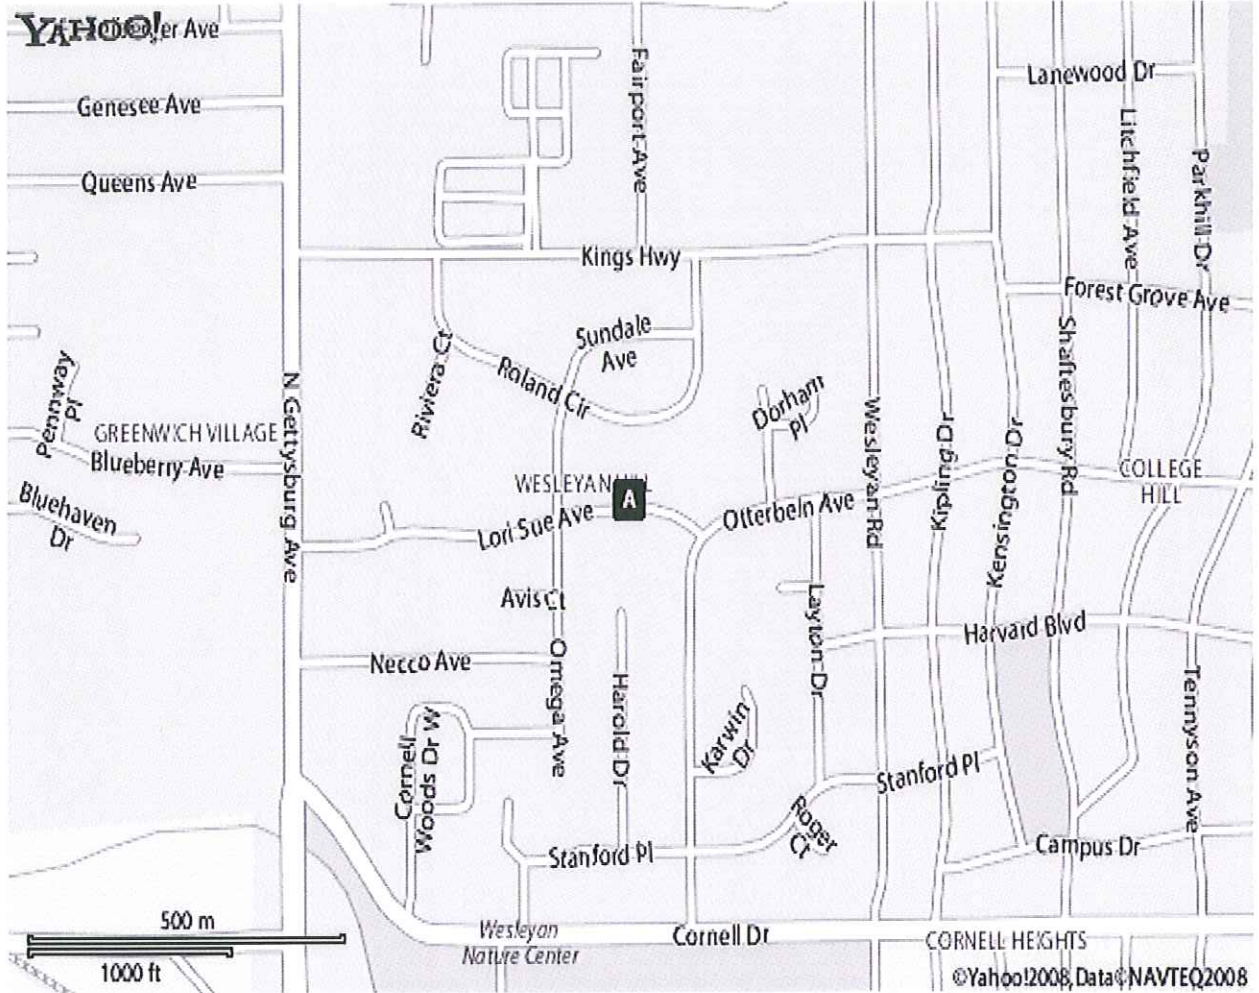 YAHOO!
er Ave
Genesee Ave
Queens Ave
Fairport Ave
Lanewood Dr
Litchfield Ave
Parkhill Dr
Kings Hwy
Forest Grove Ave
Sundale
Ave
Riviera Ct
Roland Cir
Shaftesbury Rd
Pennway
Pl
N Gettysburg Ave
Dorham
Pl
Wesleyan Rd
Kipling Dr
Kensington Dr
GREENWICH VILLAGE
Blueberry Ave
WESLEYAN HILL
A
COLLEGE
HILL
Bluehaven
Dr
Lori Sue Ave
Otterbein Ave
Avis Ct
Layton Dr
Harvard Blvd
Necco Ave
Omega Ave
Harold Dr
Tennyson Ave
Cornell
Woods Dr W
Karwin
Dr
Stanford Pl
Roger
Ct
Stanford Pl
Campus Dr
500 m
1000 ft
Wesleyan
Nature Center
Cornell Dr
CORNELL HEIGHTS
©Yahoo!2008,Data©NAVTEQ2008